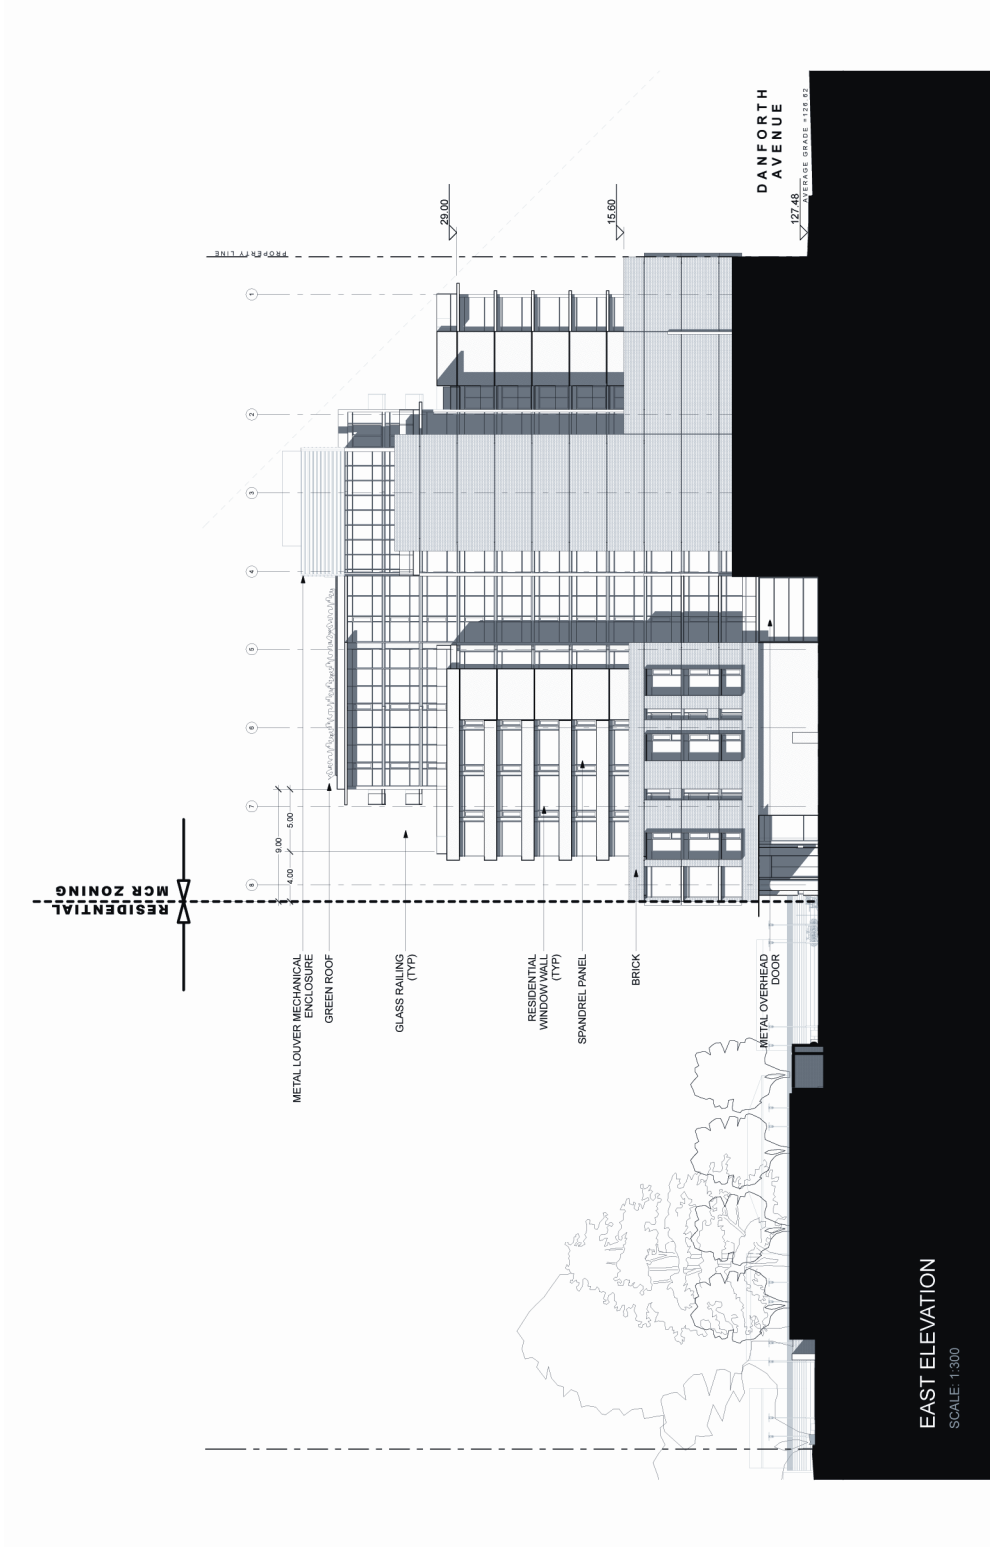 RESIDENTIAL
MCR ZONING
PROPERTY LINE
DANFORTH
AVENUE
AVERAGE GRADE =126.62
127.48
15.60
29.00
8
7
6
5
4
3
2
1
9.00
4.00
5.00
METAL LOUVER MECHANICAL
ENCLOSURE
GREEN ROOF
GLASS RAILING
(TYP)
RESIDENTIAL
WINDOW WALL
(TYP)
SPANDREL PANEL
BRICK
METAL OVERHEAD
DOOR
EAST ELEVATION
SCALE: 1:300